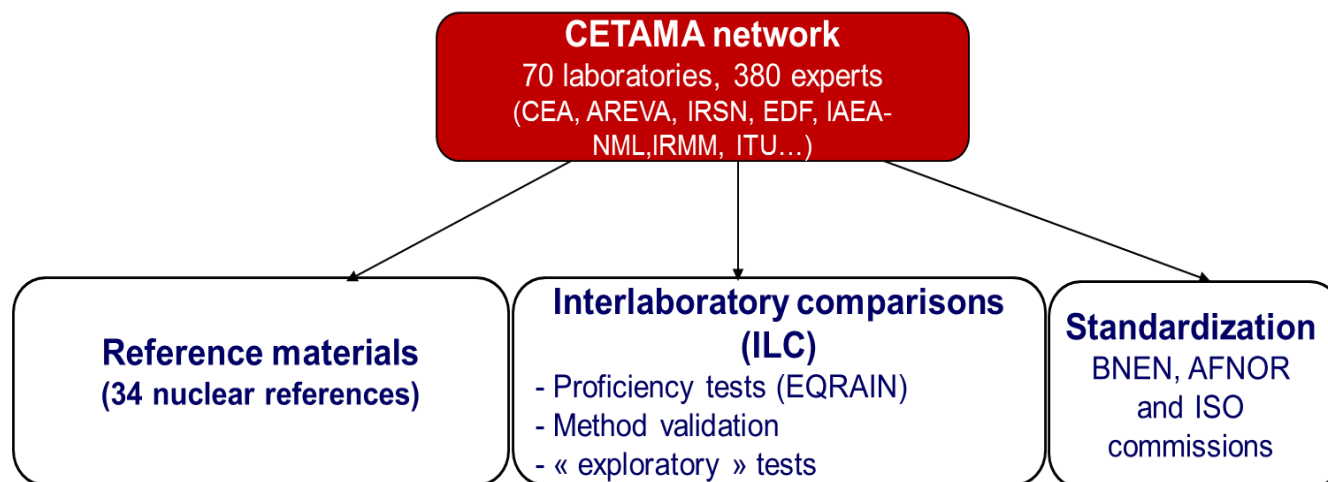 CETAMA network
70 laboratories, 380 experts
(CEA, AREVA, IRSN, EDF, IAEA-
NML,IRMM, ITU…)
Reference materials
(34 nuclear references)
Interlaboratory comparisons
(ILC)
- Proficiency tests (EQRAIN)
- Method validation
- « exploratory » tests
Standardization
BNEN, AFNOR
and ISO
commissions